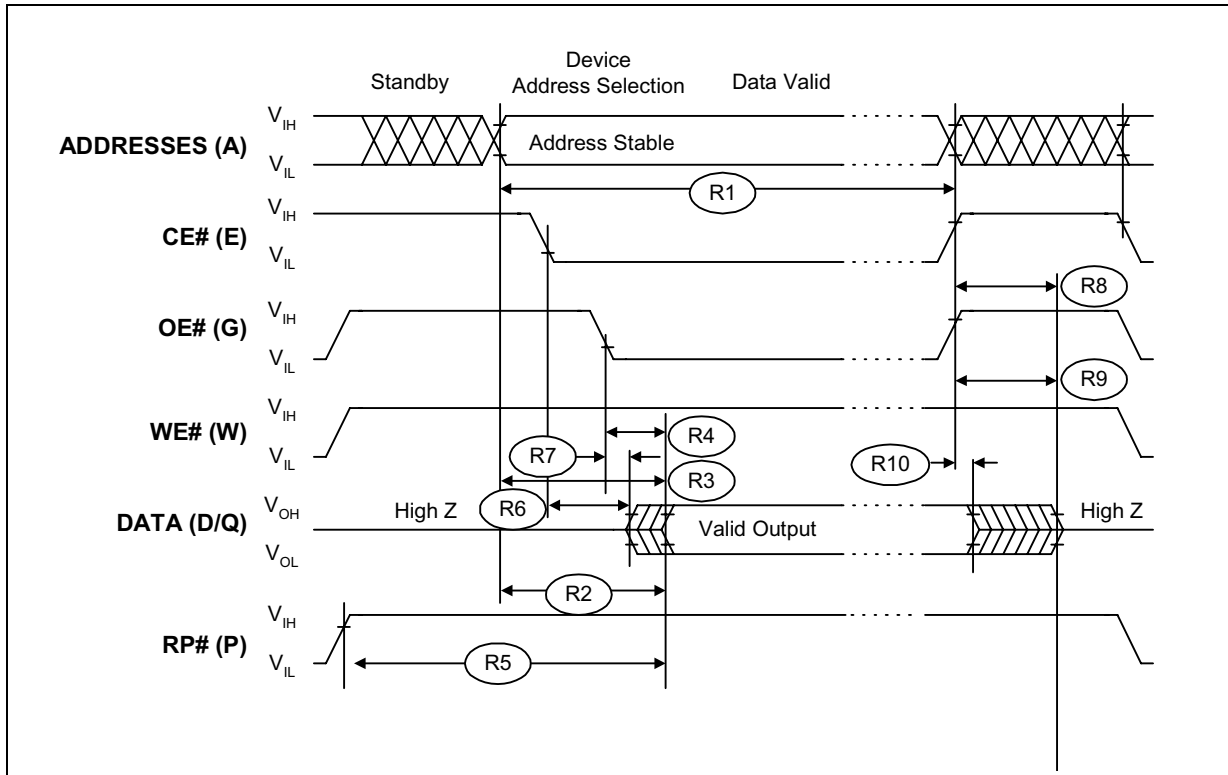 Device
Standby Address Selection Data Valid
V_IH
ADDRESSES (A) Address Stable
V_IL
R1
V_IH
CE# (E)
V_IL
R8
V_IH
OE# (G)
V_IL
R9
V_IH
WE# (W)
R4
V_IL R7 R10
R3
V_OH High Z R6 High Z
DATA (D/Q) Valid Output
V_OL
R2
V_IH
RP# (P)
V_IL R5